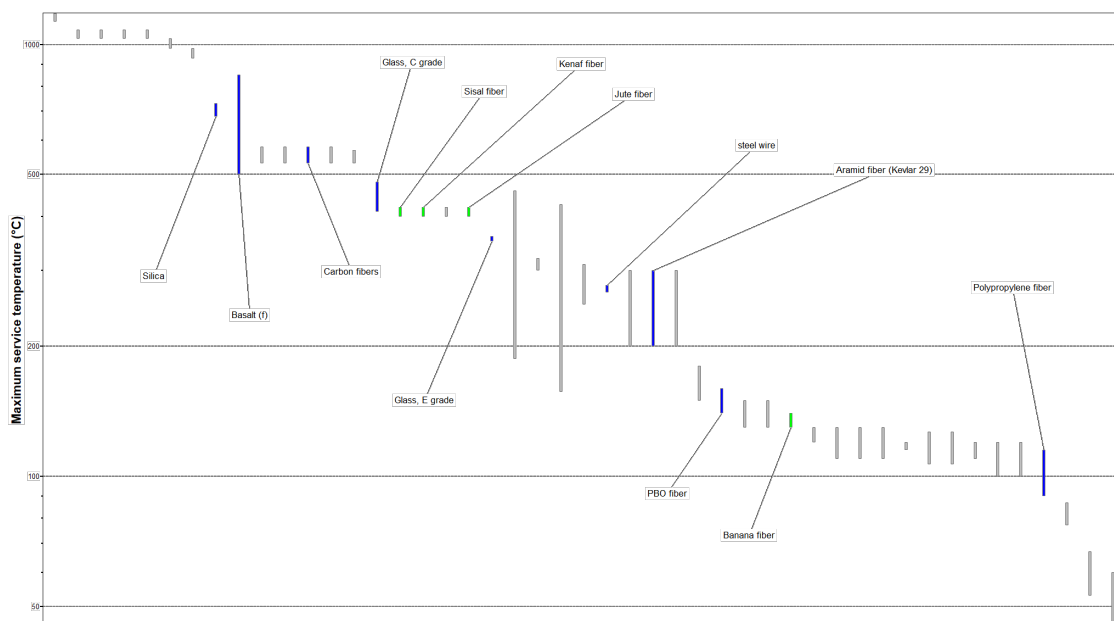 Maximum service temperature (°C)
1000
500
200
100
50
Glass, C grade
Kenaf fiber
Sisal fiber
Jute fiber
steel wire
Aramid fiber (Kevlar 29)
Silica
Carbon fibers
Polypropylene fiber
Basalt (f)
Glass, E grade
PBO fiber
Banana fiber